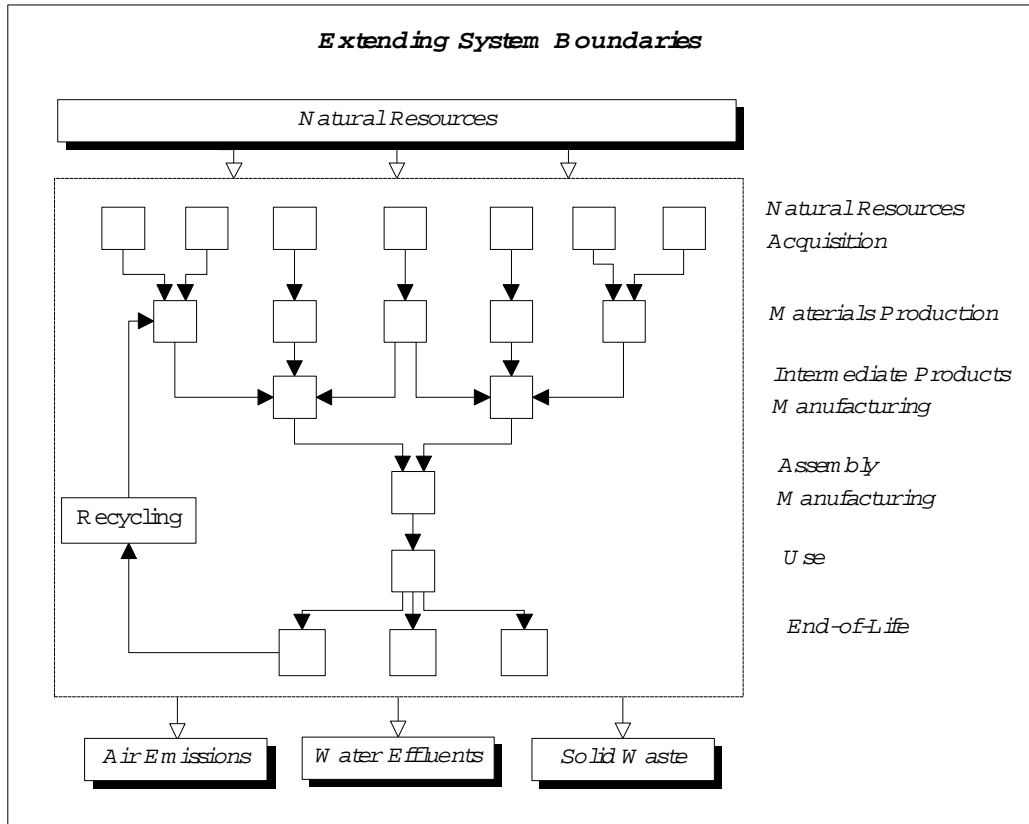 Extending System Boundaries
Natural Resources
Natural Resources
Acquisition
Materials Production
Intermediate Products
Manufacturing
Assembly
Manufacturing
Recycling
Use
End-of-Life
Air Emissions
Water Effluents
Solid Waste